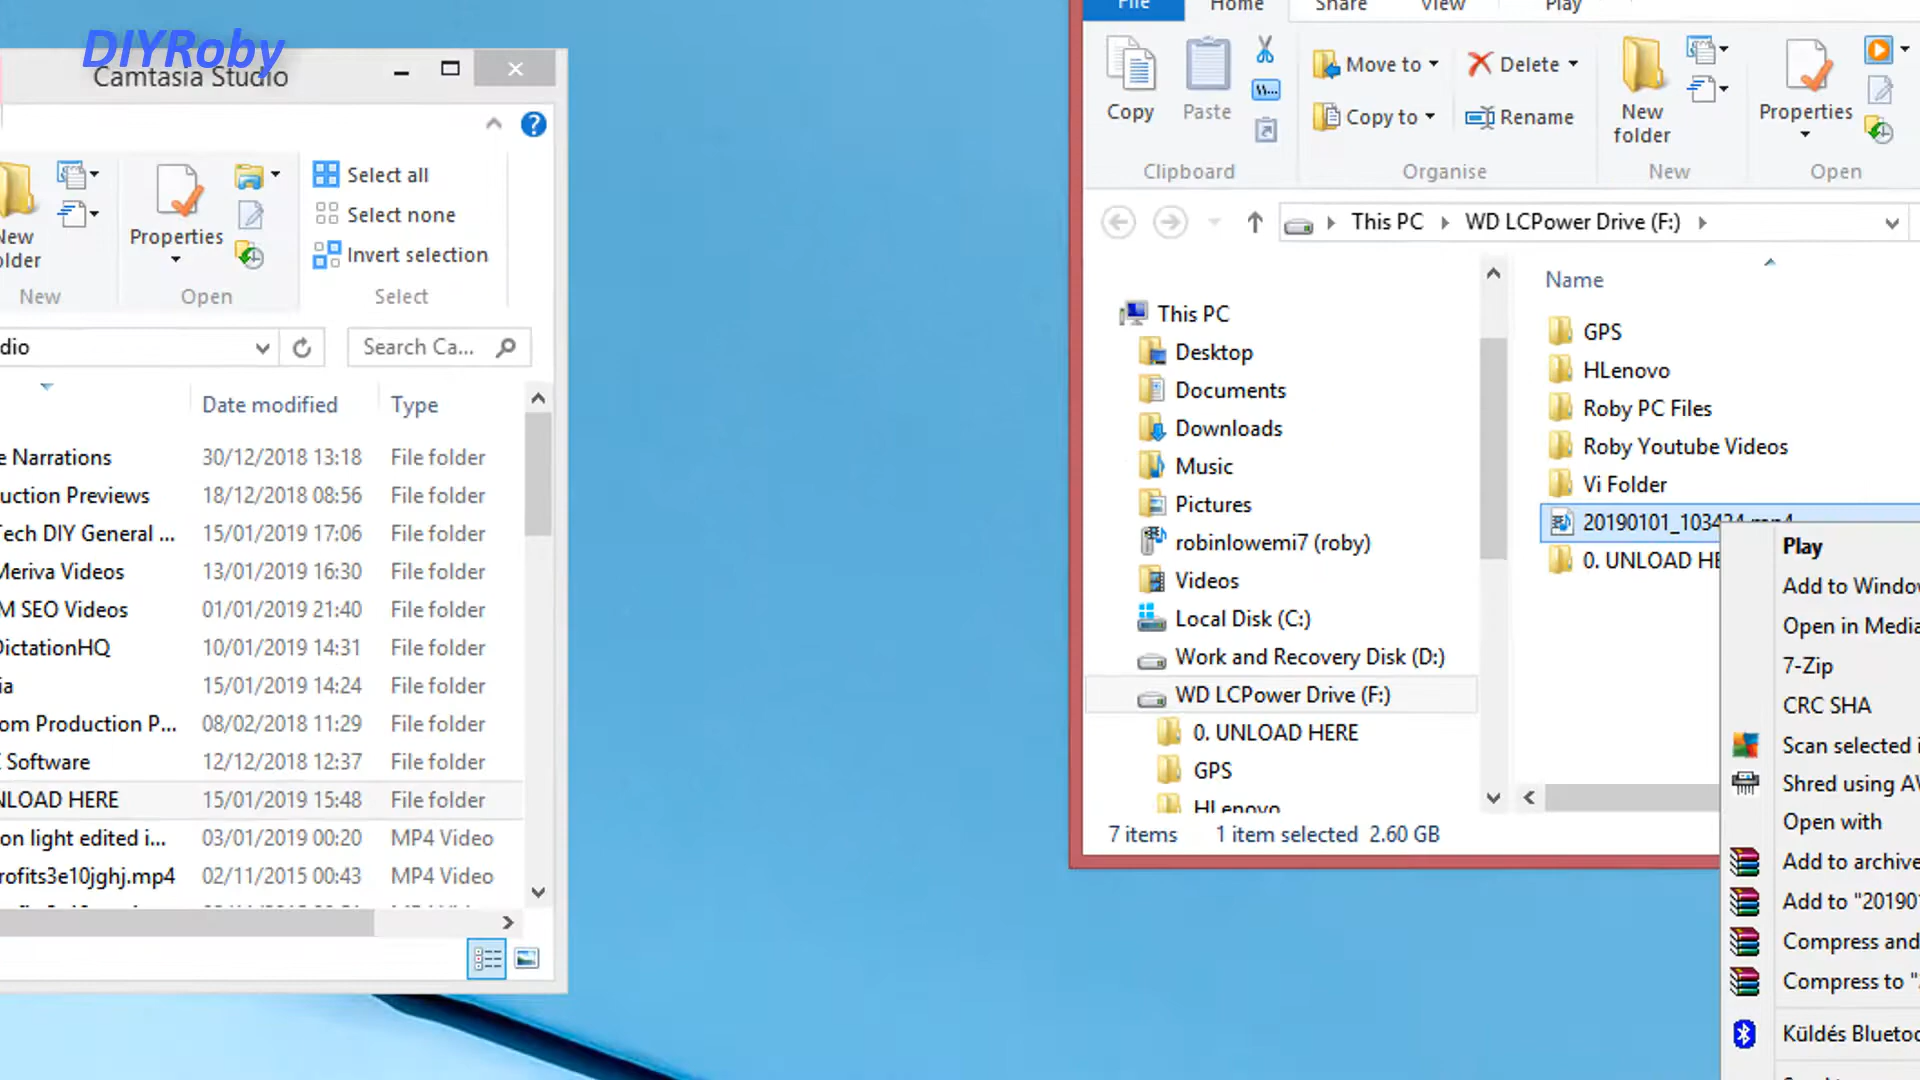 DIYRoby
Camtasia Studio
New
older
New
Properties
Open
Select all
Select none
Invert selection
Select
dio
Search Ca...
Date modified Type
e Narrations 30/12/2018 13:18 File folder
uction Previews 18/12/2018 08:56 File folder
Tech DIY General ... 15/01/2019 17:06 File folder
Meriva Videos 13/01/2019 16:30 File folder
M SEO Videos 01/01/2019 21:40 File folder
DictationHQ 10/01/2019 14:31 File folder
ia 15/01/2019 14:24 File folder
om Production P... 08/02/2018 11:29 File folder
Software 12/12/2018 12:37 File folder
NLOAD HERE 15/01/2019 15:48 File folder
on light edited i... 03/01/2019 00:20 MP4 Video
rofits3e10jghj.mp4 02/11/2015 00:43 MP4 Video
File Home Share View Play
Copy
Paste
Clipboard
Move to
Copy to
Delete
Rename
Organise
New
folder
New
Properties
Open
This PC WD LCPower Drive (F:)
This PC
Desktop
Documents
Downloads
Music
Pictures
robinlowemi7 (roby)
Videos
Local Disk (C:)
Work and Recovery Disk (D:)
WD LCPower Drive (F:)
0. UNLOAD HERE
GPS
HLenovo
Name
GPS
HLenovo
Roby PC Files
Roby Youtube Videos
Vi Folder
20190101_103424.mp4
0. UNLOAD HE
7 items 1 item selected 2.60 GB
Play
Add to Window
Open in Media
7-Zip
CRC SHA
Scan selected i
Shred using AV
Open with
Add to archive
Add to "20190
Compress and
Compress to "
Küldés Bluetoo